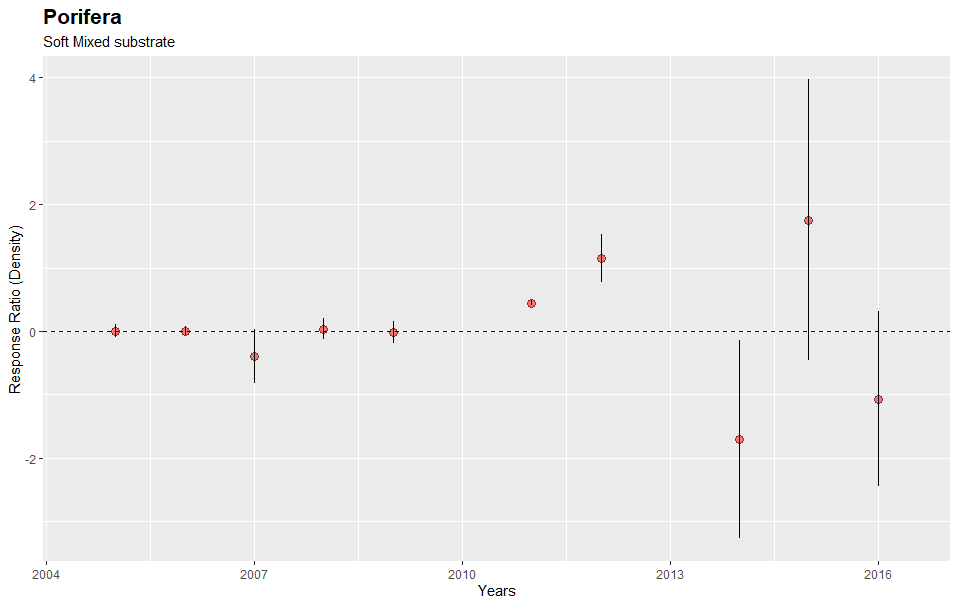 Porifera
Soft Mixed substrate
4
2
0
-2
Response Ratio (Density)
2004 2007 2010 2013 2016
Years